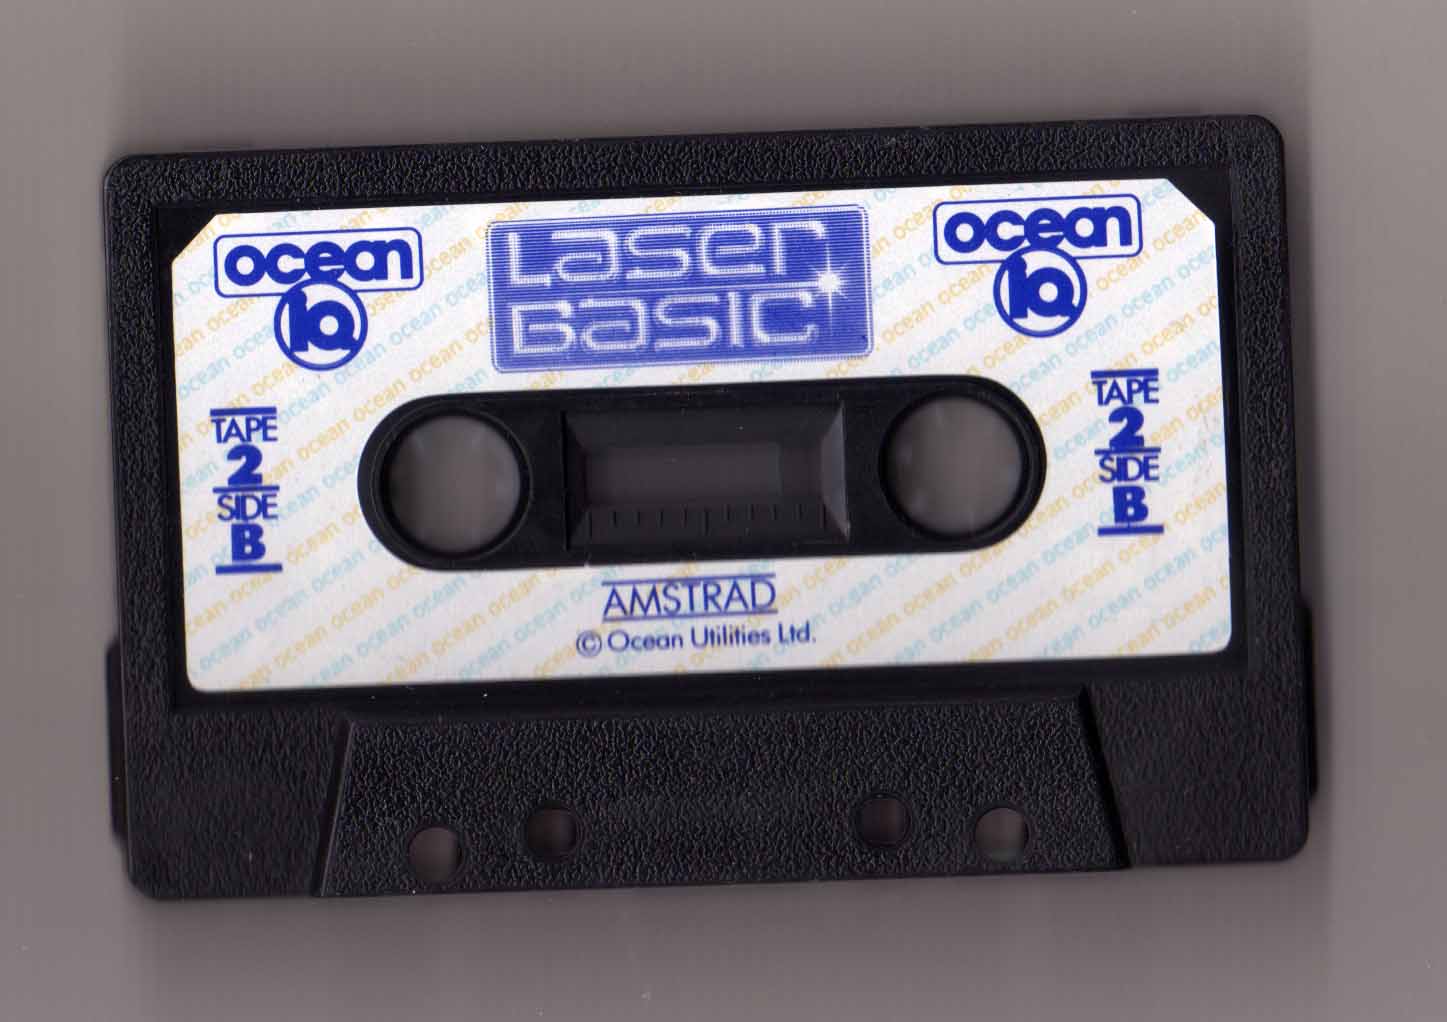 ocean
IQ
Laser
Basic
ocean
IQ
TAPE
2
SIDE
B
TAPE
2
SIDE
B
AMSTRAD
© Ocean Utilities Ltd.